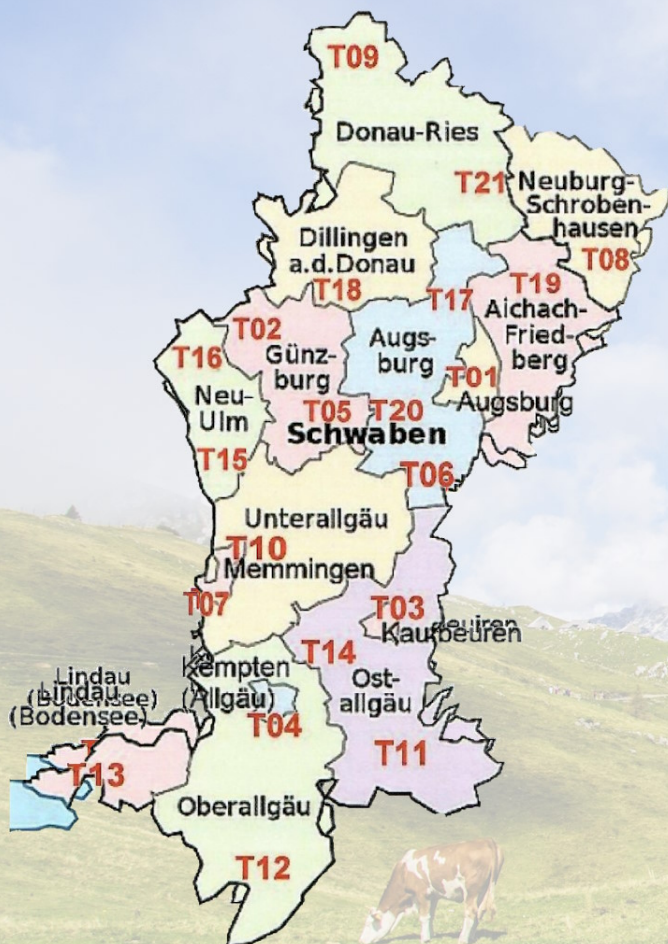 T09
Donau-Ries
T21
Neuburg-
Schroben-
hausen
T08
Dillingen
a.d.Donau
T18
T17
T19
Aichach-
Fried-
berg
T02
Günz-
burg
T05
T16
Neu-
Ulm
T15
Augs-
burg
T01
Augsburg
T20
Schwaben
T06
Unterallgäu
T10
Memmingen
T07
T03
Kaufbeuren
T14
Ost-
allgäu
T11
Kempten
(Allgäu)
T04
Lindau
Lindau
(Bodensee)
(Bodensee)
T13
Oberallgäu
T12